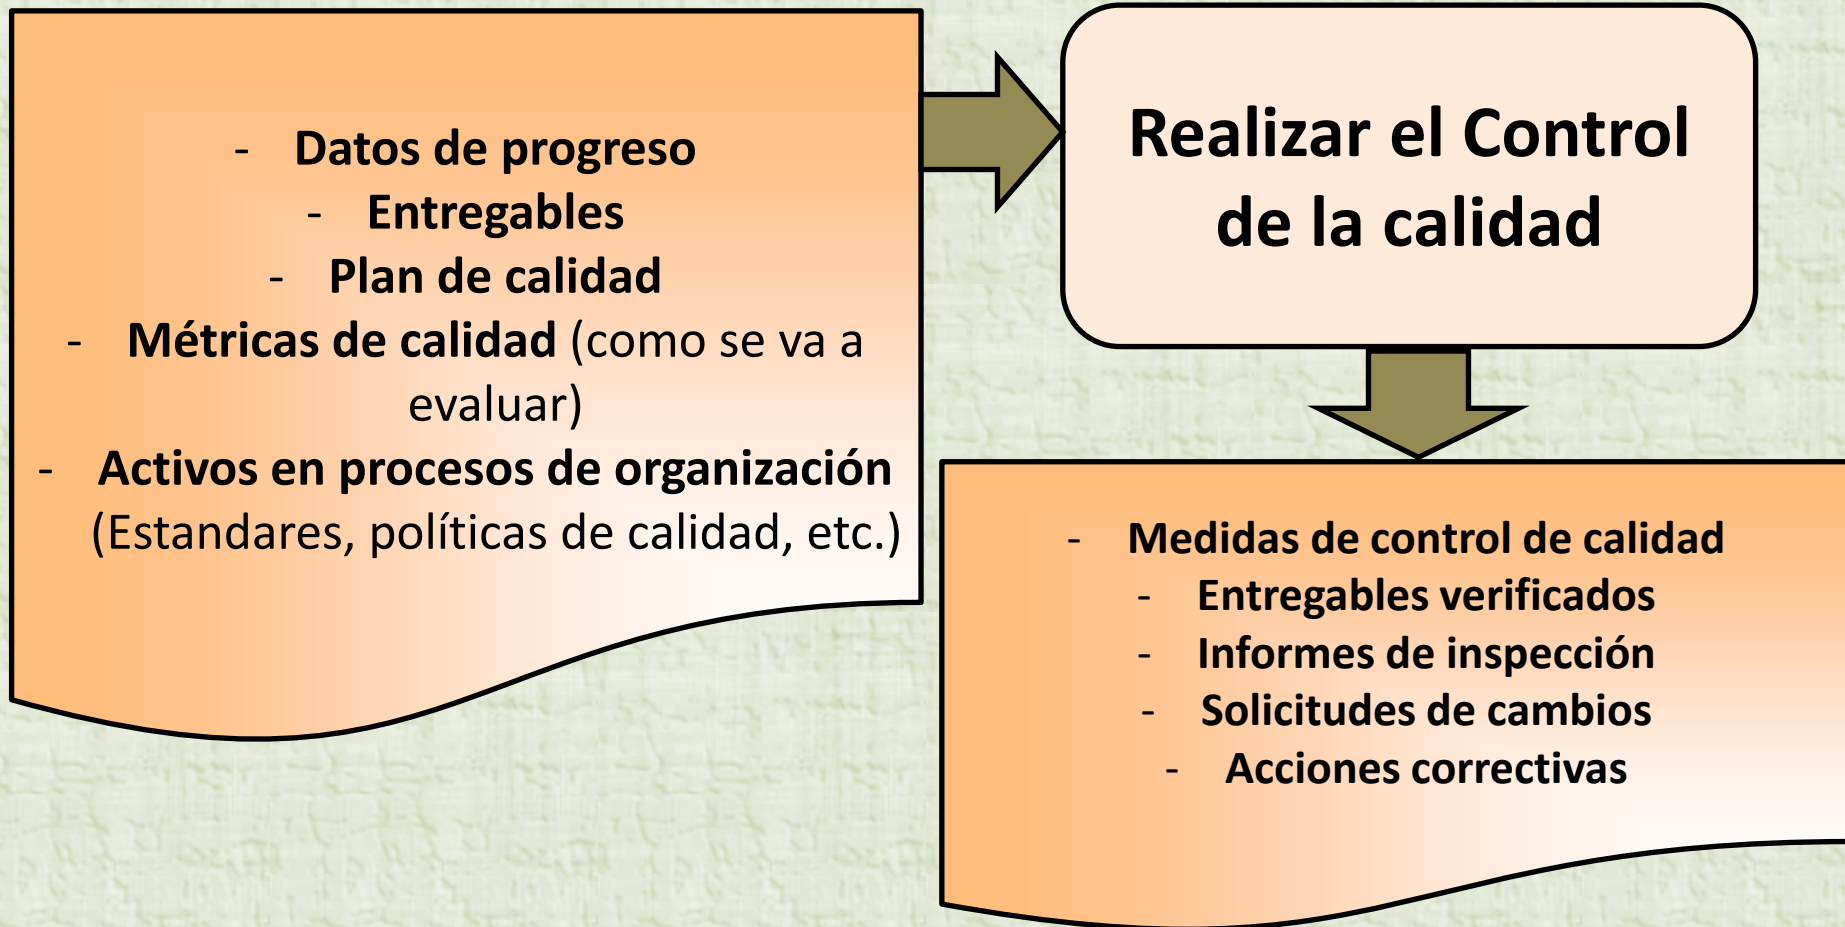 - Datos de progreso
- Entregables
- Plan de calidad
- Métricas de calidad (como se va a
evaluar)
- Activos en procesos de organización
(Estandares, políticas de calidad, etc.)
Realizar el Control
de la calidad
- Medidas de control de calidad
- Entregables verificados
- Informes de inspección
- Solicitudes de cambios
- Acciones correctivas